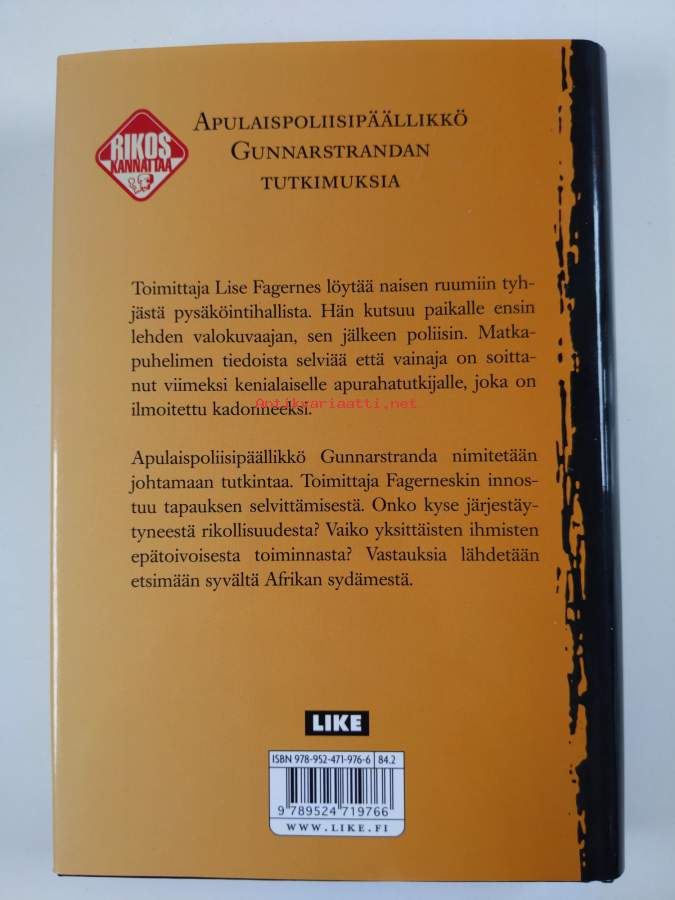 RIKOS
KANNATTAA
APULAISPOLIISIPÄÄLLIKKÖ
GUNNARSTRANDAN
TUTKIMUKSIA
Toimittaja Lise Fagernes löytää naisen ruumiin tyh-
jästä pysäköintihallista. Hän kutsuu paikalle ensin
lehden valokuvaajan, sen jälkeen poliisin. Matka-
puhelimen tiedoista selviää että vainaja on soitta-
nut viimeksi kenialaiselle apurahatutkijalle, joka on
ilmoitettu kadonneeksi.
Antikvariaatti.net
Apulaispoliisipäällikkö Gunnarstranda nimitetään
johtamaan tutkintaa. Toimittaja Fagerneskin innos-
tuu tapauksen selvittämisestä. Onko kyse järjestäy-
tyneestä rikollisuudesta? Vaiko yksittäisten ihmisten
epätoivoisesta toiminnasta? Vastauksia lähdetään
etsimään syvältä Afrikan sydämestä.
LIKE
ISBN 978-952-471-976-6 84.2
9 789524 719766
WWW.LIKE.FI